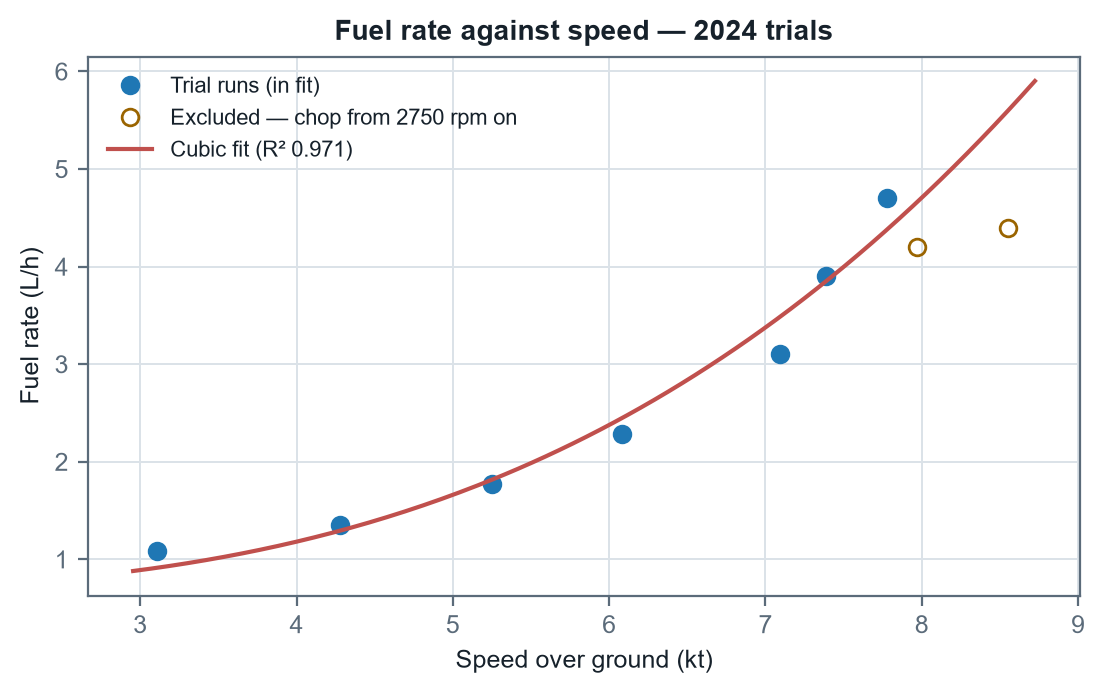 Fuel rate against speed — 2024 trials
Trial runs (in fit)
Excluded — chop from 2750 rpm on
Cubic fit (R² 0.971)
Fuel rate (L/h)
6
5
4
3
2
1
3 4 5 6 7 8 9
Speed over ground (kt)